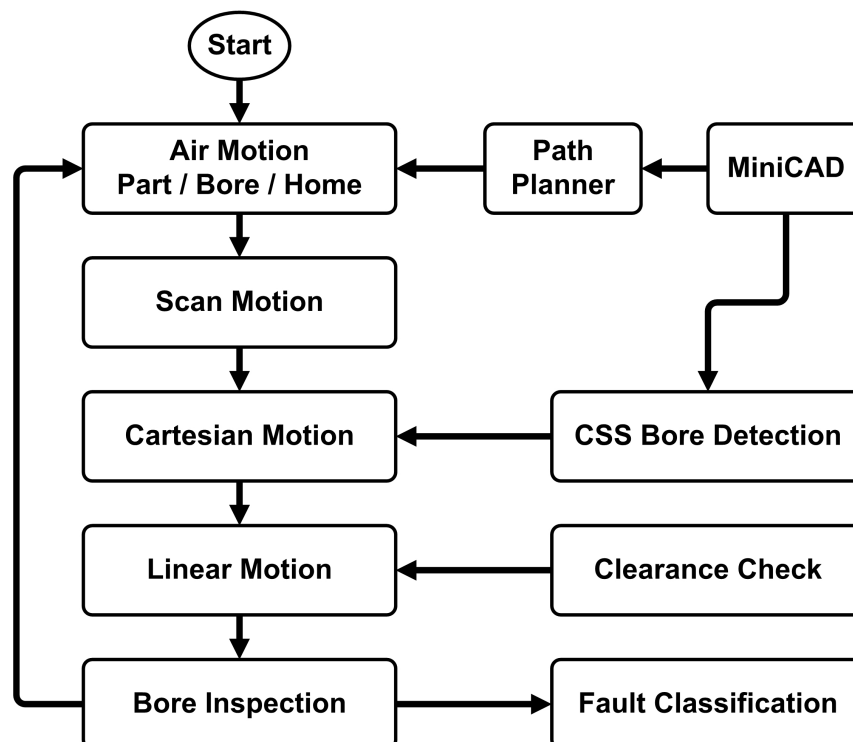 Start
Air Motion
Part / Bore / Home
Path
Planner
MiniCAD
Scan Motion
Cartesian Motion
CSS Bore Detection
Linear Motion
Clearance Check
Bore Inspection
Fault Classification